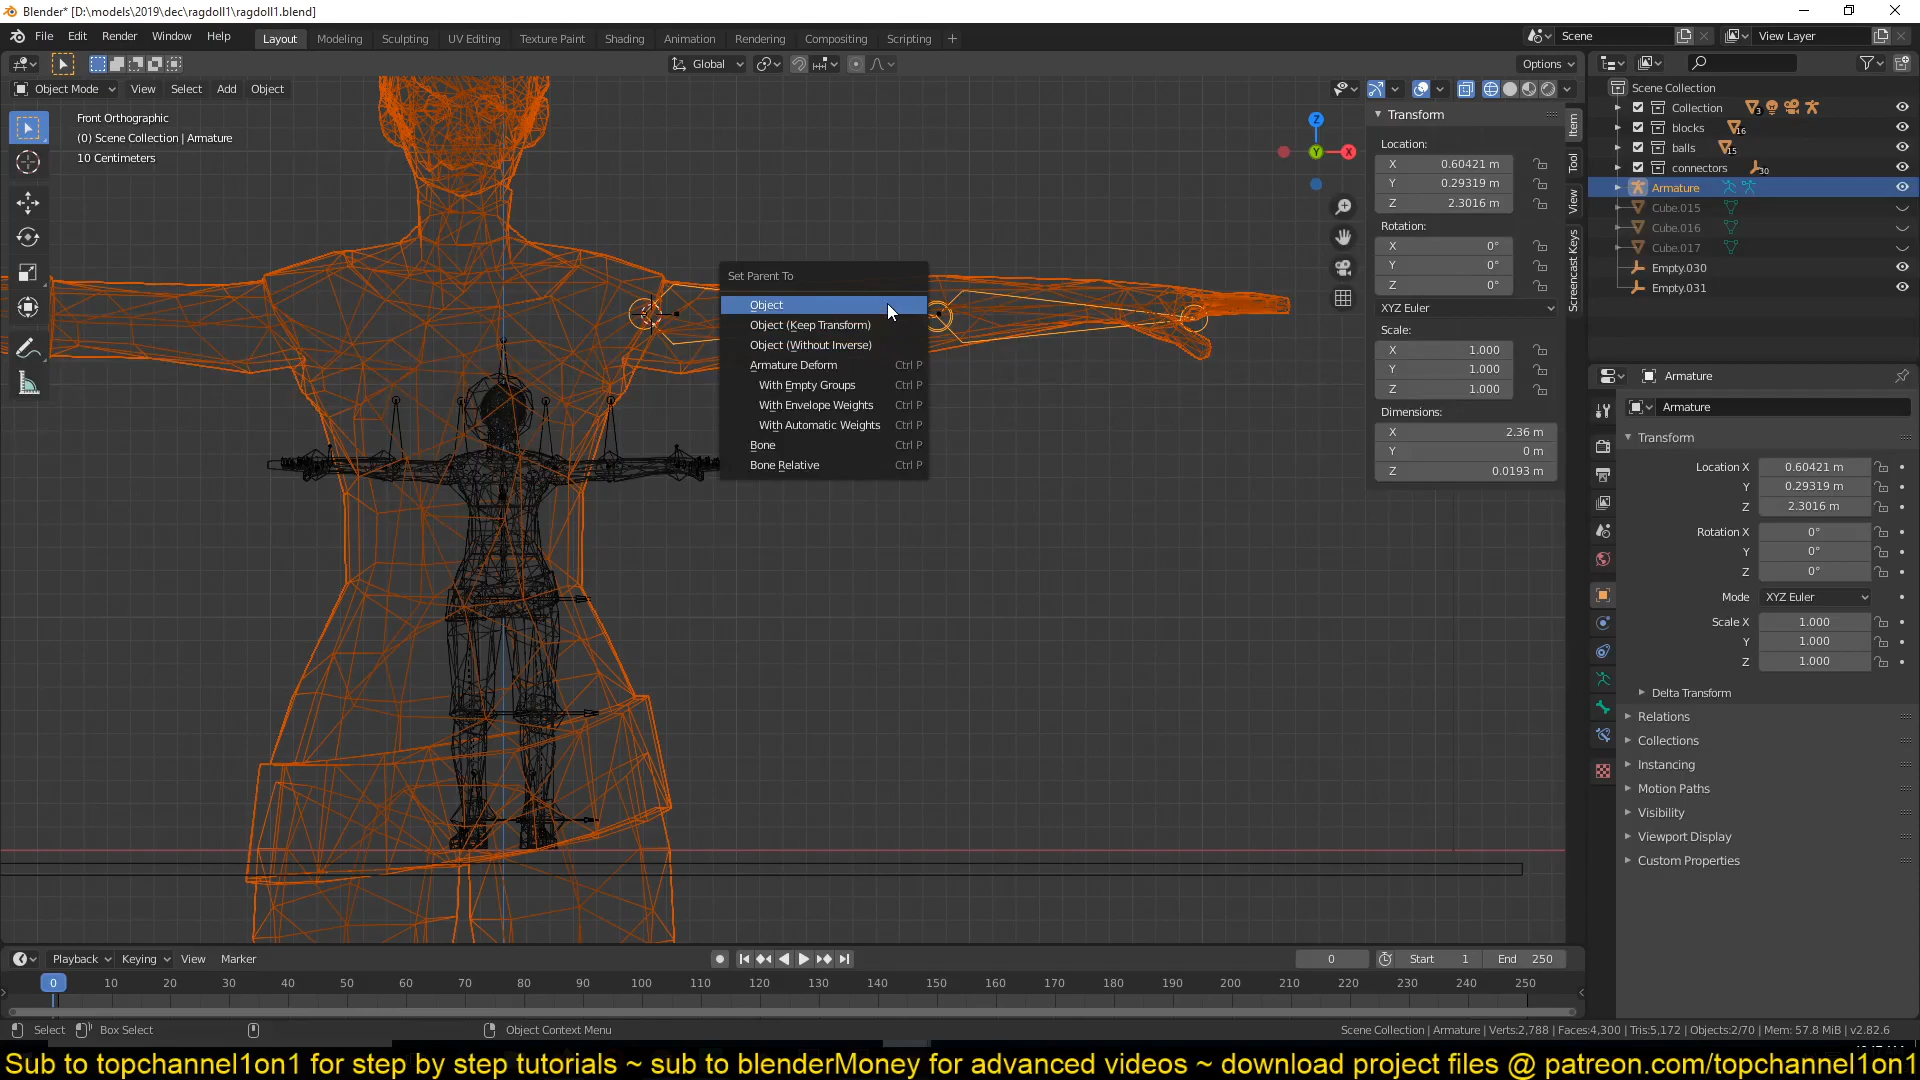 Blender* [D:\models\2019\dec\ragdoll1\ragdoll1.blend]
File Edit Render Window Help
Layout Modeling Sculpting UV Editing Texture Paint Shading Animation Rendering Compositing Scripting +
Scene
View Layer
Global
Options
Object Mode View Select Add Object
Front Orthographic
(0) Scene Collection | Armature
10 Centimeters
Z
Y
X
Set Parent To
Object
Object (Keep Transform)
Object (Without Inverse)
Armature Deform Ctrl P
With Empty Groups Ctrl P
With Envelope Weights Ctrl P
With Automatic Weights Ctrl P
Bone Ctrl P
Bone Relative Ctrl P
Transform
Location:
X 0.60421 m
Y 0.29319 m
Z 2.3016 m
Rotation:
X 0°
Y 0°
Z 0°
XYZ Euler
Scale:
X 1.000
Y 1.000
Z 1.000
Dimensions:
X 2.36 m
Y 0 m
Z 0.0193 m
Item
Tool
View
Screencast Keys
Scene Collection
Collection 3
blocks 16
balls 15
connectors 30
Armature
Cube.015
Cube.016
Cube.017
Empty.030
Empty.031
Armature
Armature
Transform
Location X 0.60421 m
Y 0.29319 m
Z 2.3016 m
Rotation X 0°
Y 0°
Z 0°
Mode XYZ Euler
Scale X 1.000
Y 1.000
Z 1.000
Delta Transform
Relations
Collections
Instancing
Motion Paths
Visibility
Viewport Display
Custom Properties
Playback Keying View Marker
0 Start 1 End 250
0 10 20 30 40 50 60 70 80 90 100 110 120 130 140 150 160 170 180 190 200 210 220 230 240 250
Select Box Select Object Context Menu
Scene Collection | Armature | Verts:2,788 | Faces:4,300 | Tris:5,172 | Objects:2/70 | Mem: 57.8 MiB | v2.82.6
Sub to topchannel1on1 for step by step tutorials ~ sub to blenderMoney for advanced videos ~ download project files @ patreon.com/topchannel1on1